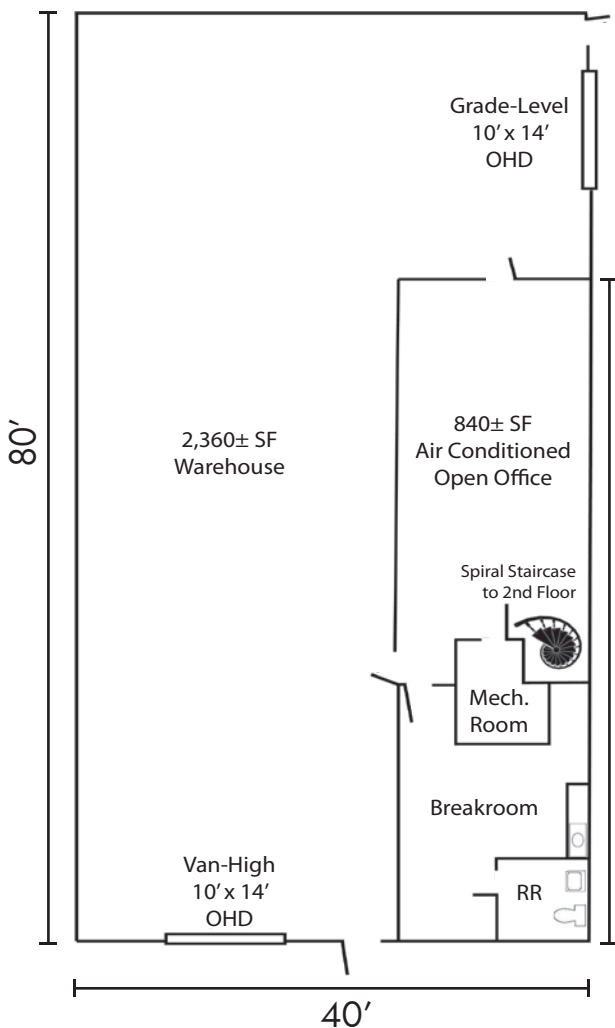 Grade-Level
10’ x 14’
OHD
80’
2,360± SF
Warehouse
840± SF
Air Conditioned
Open Office
Spiral Staircase
to 2nd Floor
Mech.
Room
Breakroom
Van-High
10’ x 14’
OHD
RR
40’